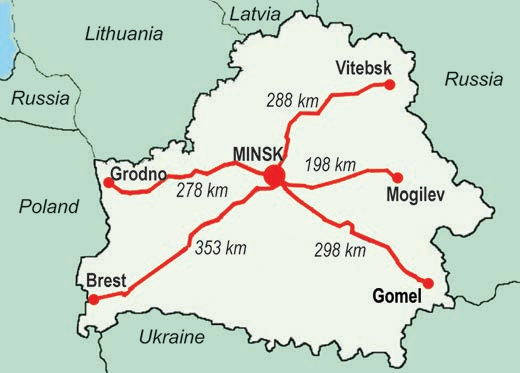 Latvia
Lithuania
Vitebsk
Russia
Russia
288 km
MINSK
198 km
Grodno
278 km
Mogilev
Poland
353 km
298 km
Brest
Gomel
Ukraine